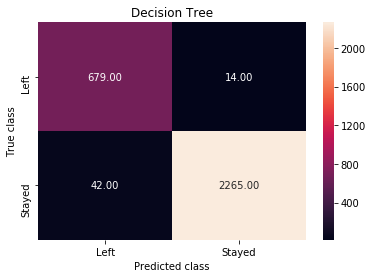 Decision Tree
True class
Left
Stayed
679.00
14.00
42.00
2265.00
Left
Stayed
Predicted class
2000
1600
1200
800
400